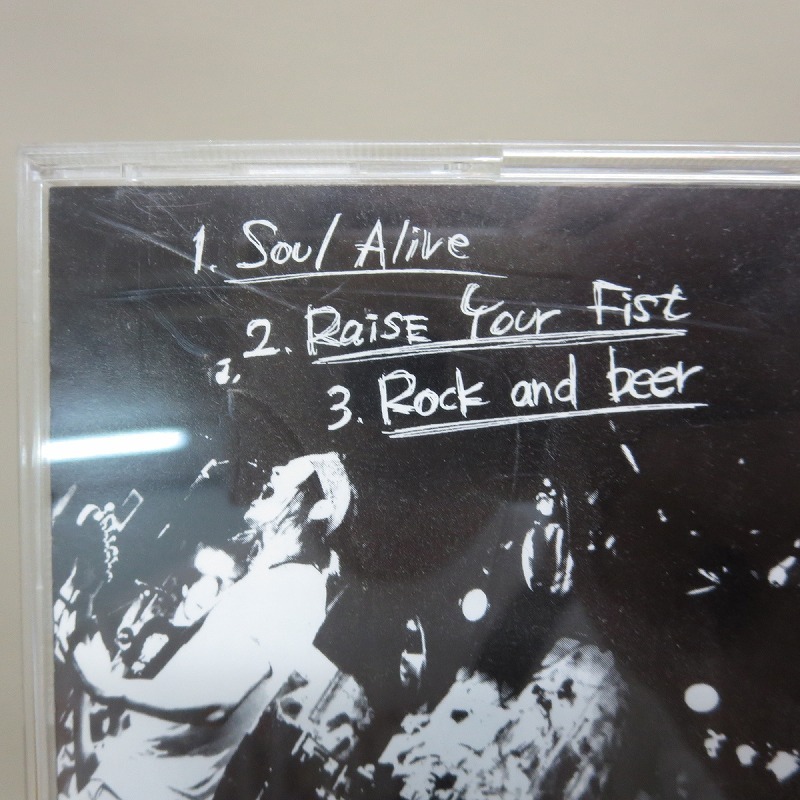 1. Soul Alive
2. Raise Your Fist
3. Rock and beer